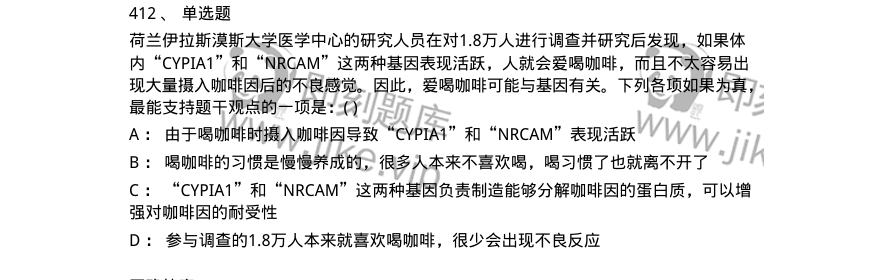 412 、 单选题
荷兰伊拉斯漠斯大学医学中心的研究人员在对1.8万人进行调查并研究后发现，如果体
内“CYPIA1”和“NRCAM”这两种基因表现活跃，人就会爱喝咖啡，而且不太容易出
现大量摄入咖啡因后的不良感觉。因此，爱喝咖啡可能与基因有关。下列各项如果为真，
最能支持题干观点的一项是：( )
A ： 由于喝咖啡时摄入咖啡因导致“CYPIA1”和“NRCAM”表现活跃
B ： 喝咖啡的习惯是慢慢养成的，很多人本来不喜欢喝，喝习惯了也就离不开了
C ： “CYPIA1”和“NRCAM”这两种基因负责制造能够分解咖啡因的蛋白质，可以增
强对咖啡因的耐受性
D ： 参与调查的1.8万人本来就喜欢喝咖啡，很少会出现不良反应
即刻题库
www.jike.vip
即刻
www.jik